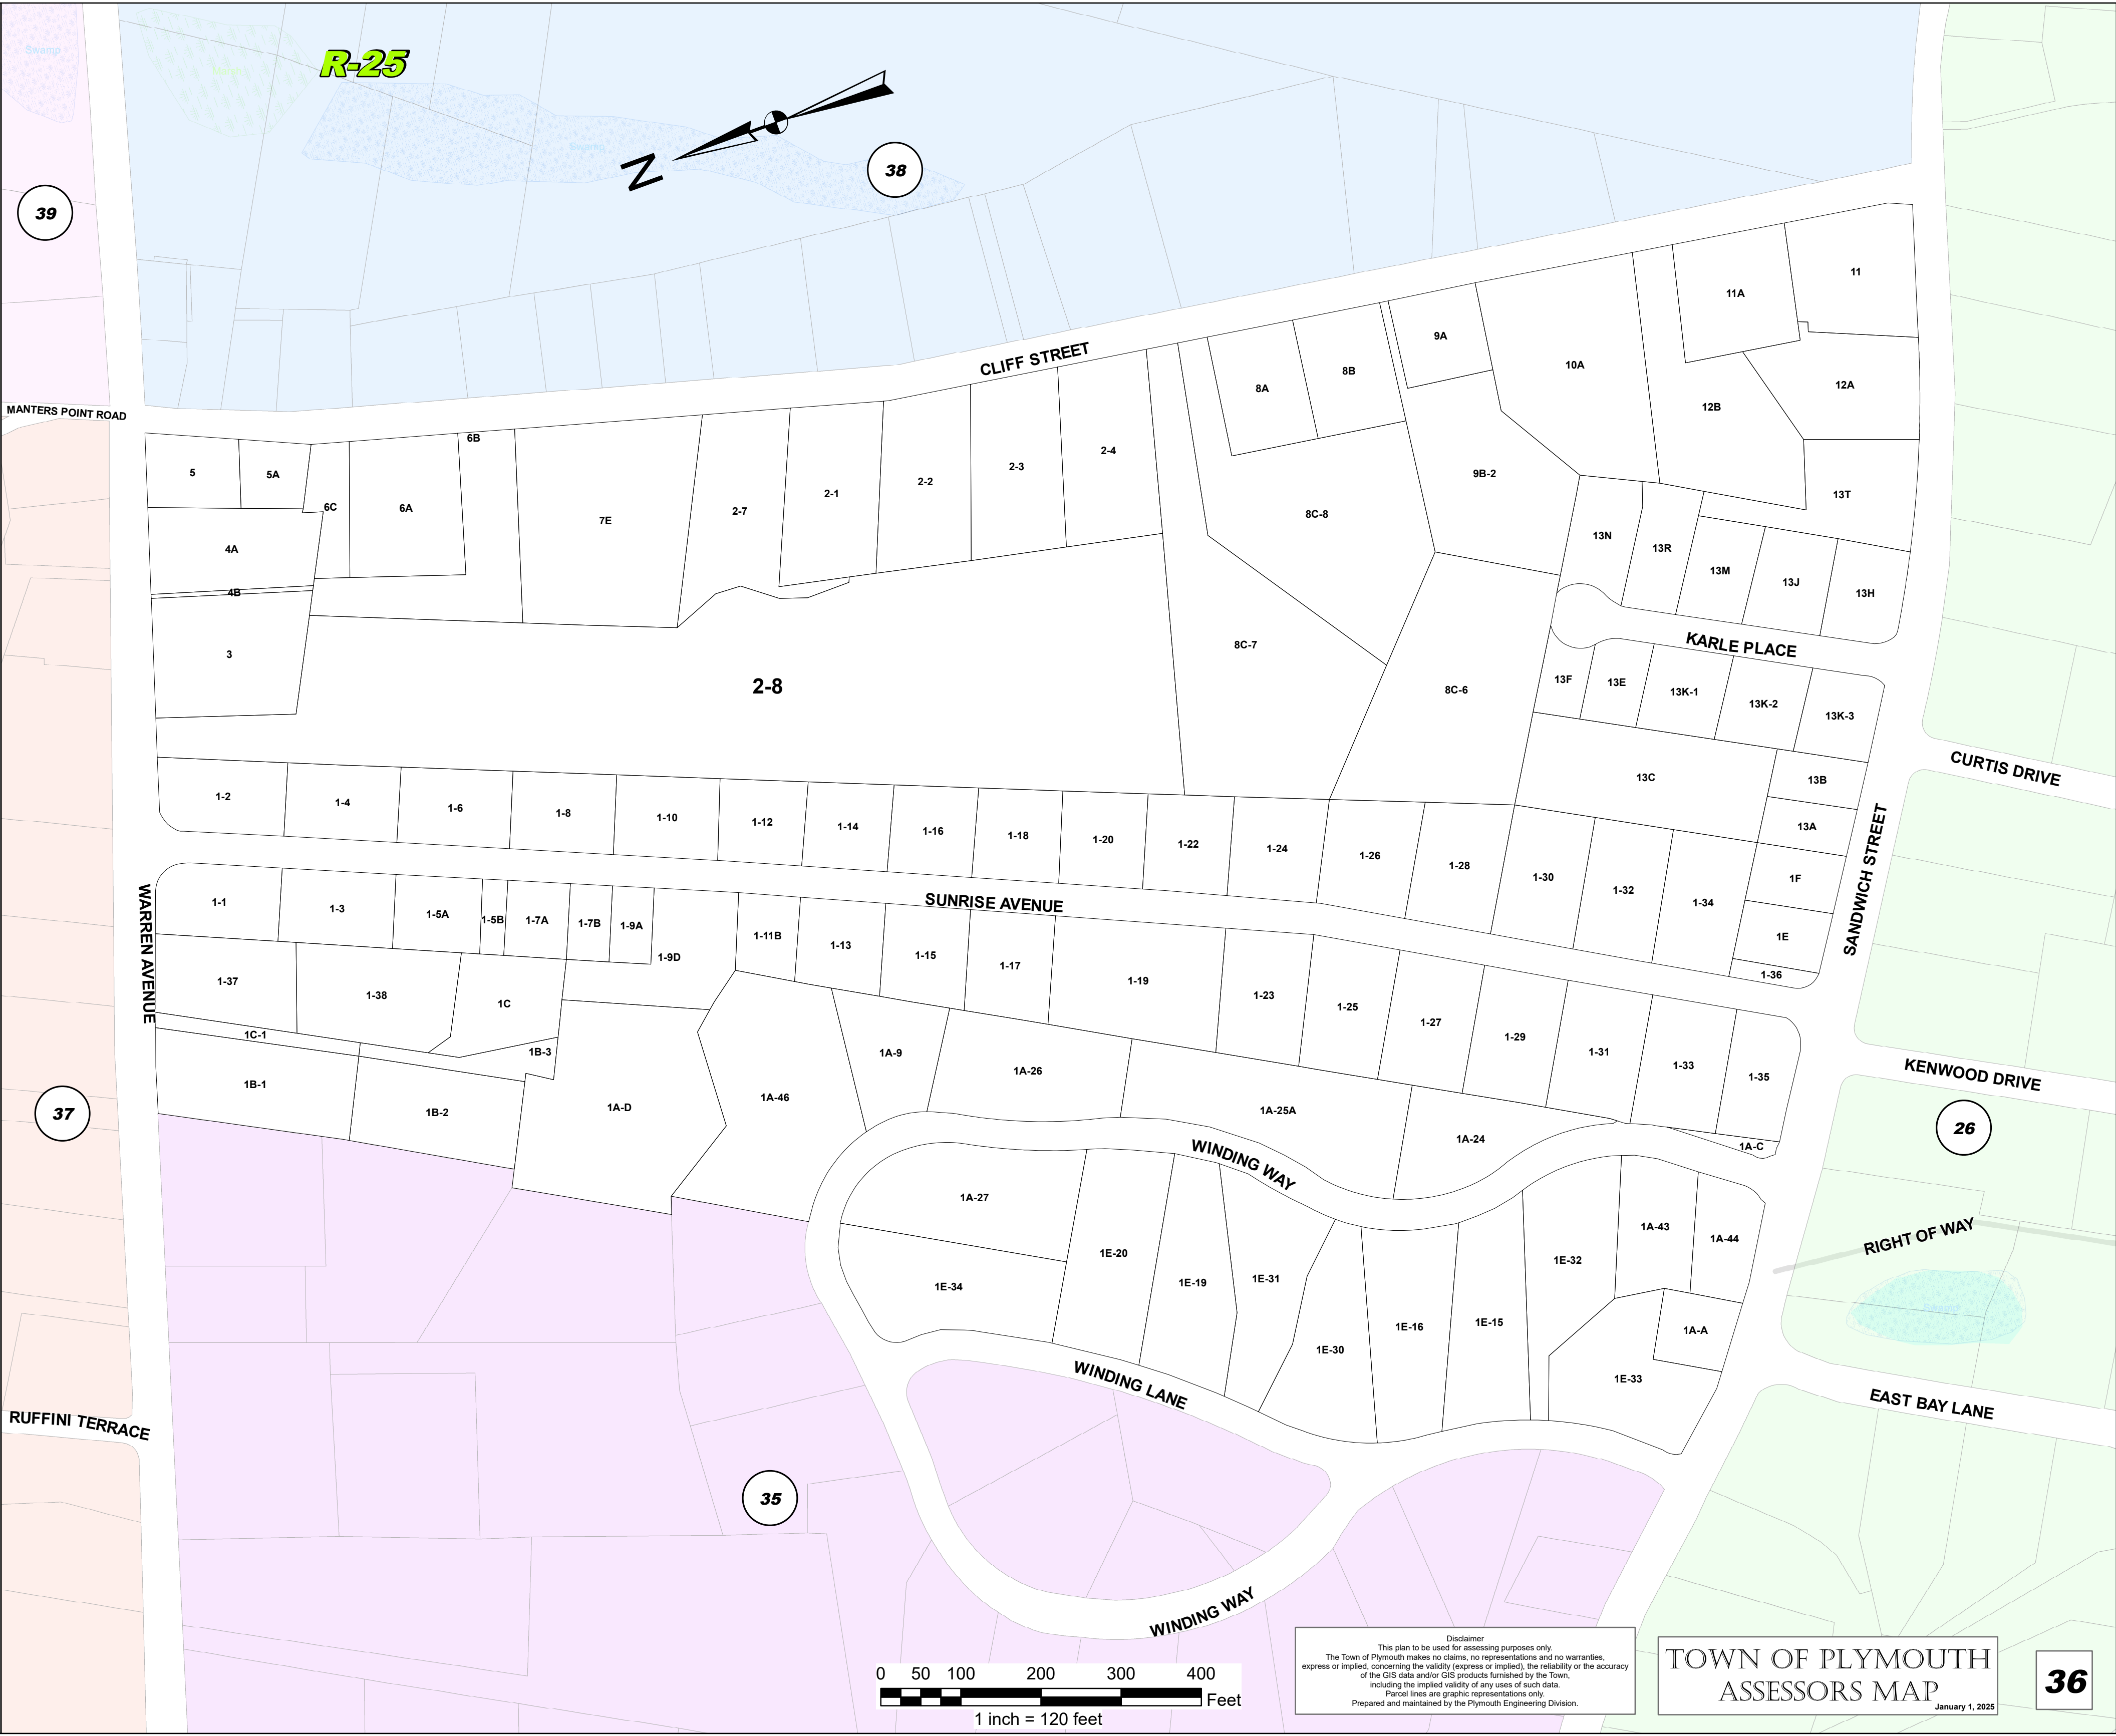 Swamp
R-25
Swamp
N
38
39
MANTERS POINT ROAD
CLIFF STREET
11
11A
9A
10A
8B
8A
12A
12B
5
5A
6B
6C
6A
7E
2-7
2-1
2-2
2-3
2-4
8C-8
9B-2
13T
13N
13R
13M
13J
13H
4A
4B
3
2-8
8C-7
8C-6
KARLE PLACE
13F
13E
13K-1
13K-2
13K-3
13C
13B
13A
CURTIS DRIVE
1-2
1-4
1-6
1-8
1-10
1-12
1-14
1-16
1-18
1-20
1-22
1-24
1-26
1-28
1-30
1-32
1-34
1F
1E
1-36
SANDWICH STREET
SUNRISE AVENUE
WARREN AVENUE
1-1
1-3
1-5A
1-5B
1-7A
1-7B
1-9A
1-9D
1-11B
1-13
1-15
1-17
1-19
1-23
1-25
1-27
1-29
1-31
1-33
1-35
1-37
1-38
1C
1C-1
1B-3
1B-1
1B-2
1A-D
1A-46
1A-9
1A-26
1A-25A
1A-24
1A-C
KENWOOD DRIVE
37
26
WINDING WAY
1A-27
1E-34
1E-20
1E-19
1E-31
1E-30
1E-16
1E-15
1E-32
1A-43
1A-44
1A-A
1E-33
RIGHT OF WAY
Swamp
WINDING LANE
EAST BAY LANE
RUFFINI TERRACE
35
WINDING WAY
0 50 100 200 300 400
Feet
1 inch = 120 feet
Disclaimer
This plan to be used for assessing purposes only.
The Town of Plymouth makes no claims, no representations and no warranties,
express or implied, concerning the validity (express or implied), the reliability or the accuracy
of the GIS data and/or GIS products furnished by the Town,
including the implied validity of any uses of such data.
Parcel lines are graphic representations only.
Prepared and maintained by the Plymouth Engineering Division.
TOWN OF PLYMOUTH
ASSESSORS MAP
January 1, 2025
36